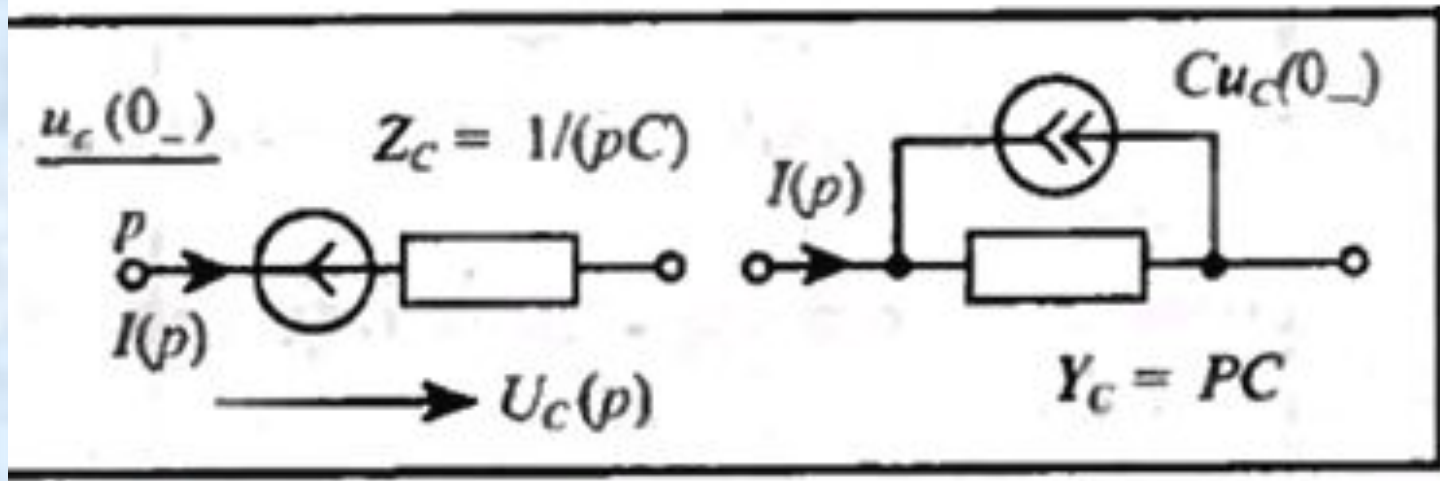 u_c(0_)
p
Z_C = 1/(pC)
I(p)
U_C(p)
Cu_C(0_)
I(p)
Y_C = PC